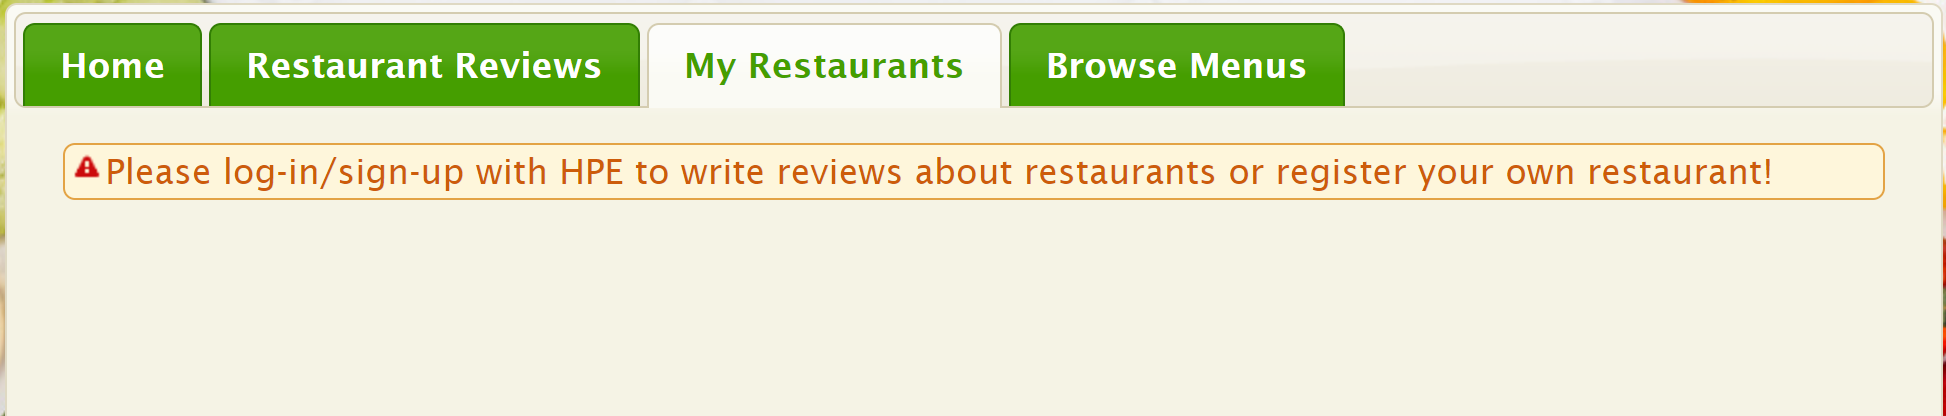 Home Restaurant Reviews My Restaurants Browse Menus
Please log-in/sign-up with HPE to write reviews about restaurants or register your own restaurant!